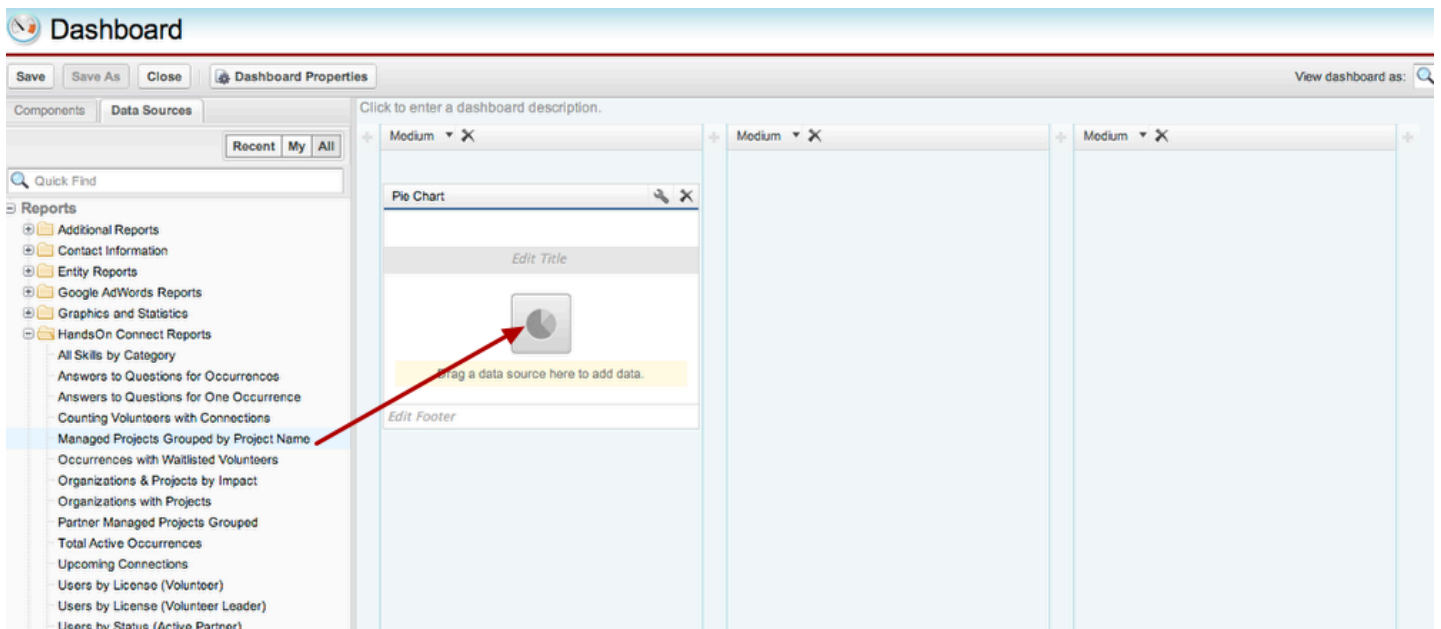 Dashboard
Save Save As Close Dashboard Properties View dashboard as:
Components Data Sources
Click to enter a dashboard description.
Medium Medium Medium
Recent My All
Quick Find
Pie Chart
Reports
Additional Reports
Contact Information
Entity Reports
Edit Title
Google AdWords Reports
Graphics and Statistics
HandsOn Connect Reports
All Skills by Category
Answers to Questions for Occurrences
Drag a data source here to add data.
Answers to Questions for One Occurrence
Counting Volunteers with Connections
Edit Footer
Managed Projects Grouped by Project Name
Occurrences with Waitlisted Volunteers
Organizations & Projects by Impact
Organizations with Projects
Partner Managed Projects Grouped
Total Active Occurrences
Upcoming Connections
Users by License (Volunteer)
Users by License (Volunteer Leader)
Users by Status (Active Partner)